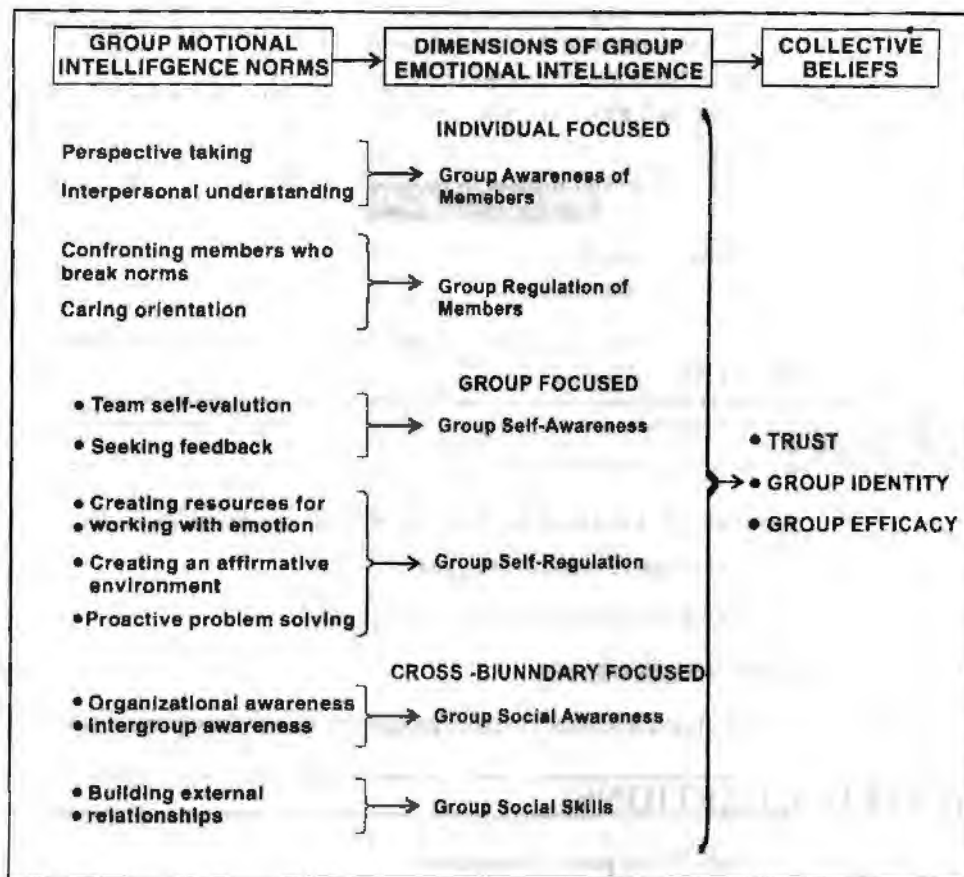 GROUP MOTIONAL
INTELLIFGENCE NORMS
DIMENSIONS OF GROUP
EMOTIONAL INTELLIGENCE
COLLECTIVE
BELIEFS
INDIVIDUAL FOCUSED
Perspective taking
Interpersonal understanding
Group Awareness of
Memebers
Confronting members who
break norms
Caring orientation
Group Regulation of
Members
GROUP FOCUSED
• Team self-evalution
• Seeking feedback
Group Self-Awareness
• Creating resources for
• working with emotion
• Creating an affirmative
environment
• Proactive problem solving
Group Self-Regulation
CROSS -BIUNNDARY FOCUSED
• Organizational awareness
• Intergroup awareness
Group Social Awareness
• Building external
• relationships
Group Social Skills
• TRUST
• GROUP IDENTITY
• GROUP EFFICACY